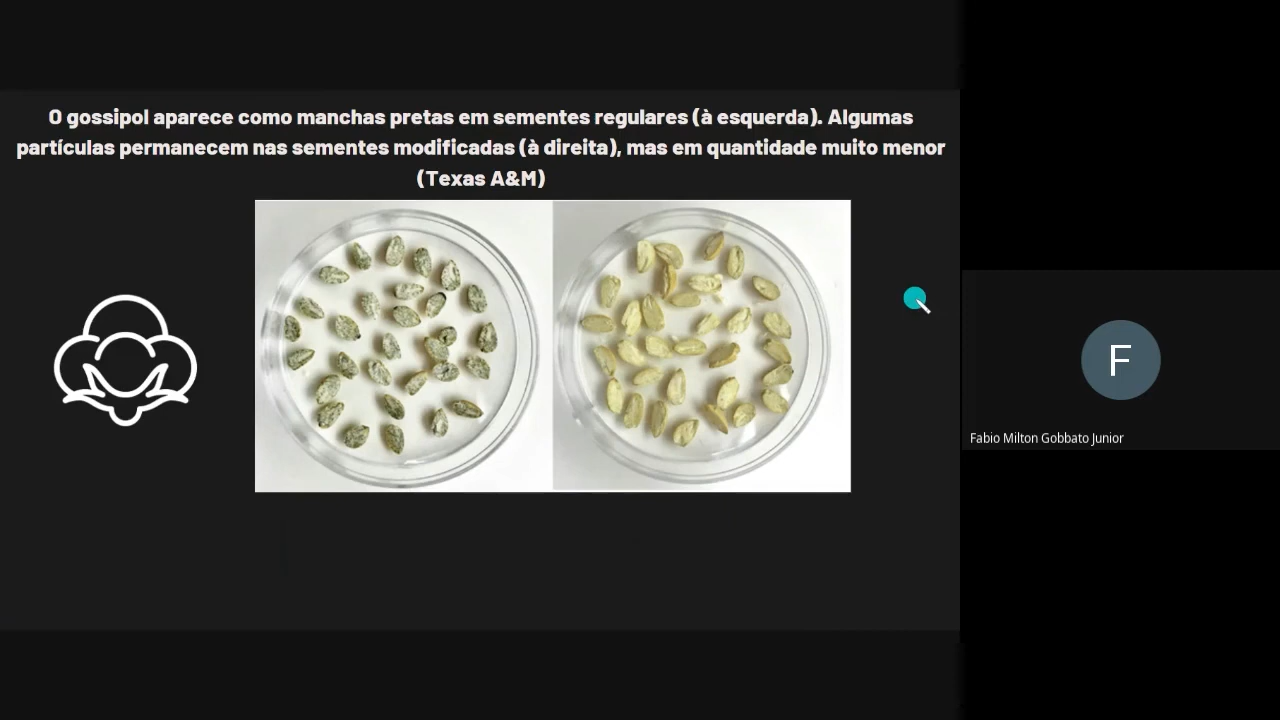 O gossipol aparece como manchas pretas em sementes regulares (à esquerda). Algumas
partículas permanecem nas sementes modificadas (à direita), mas em quantidade muito menor
(Texas A&M)
F
Fabio Milton Gobbato Junior